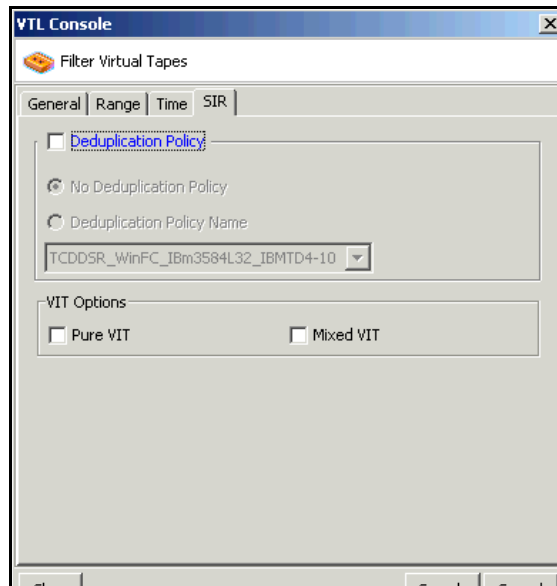 VTL Console
Filter Virtual Tapes
General Range Time SIR
Deduplication Policy
No Deduplication Policy
Deduplication Policy Name
TCDDSR_WinFC_IBm3584L32_IBMTD4-10
VIT Options
Pure VIT Mixed VIT